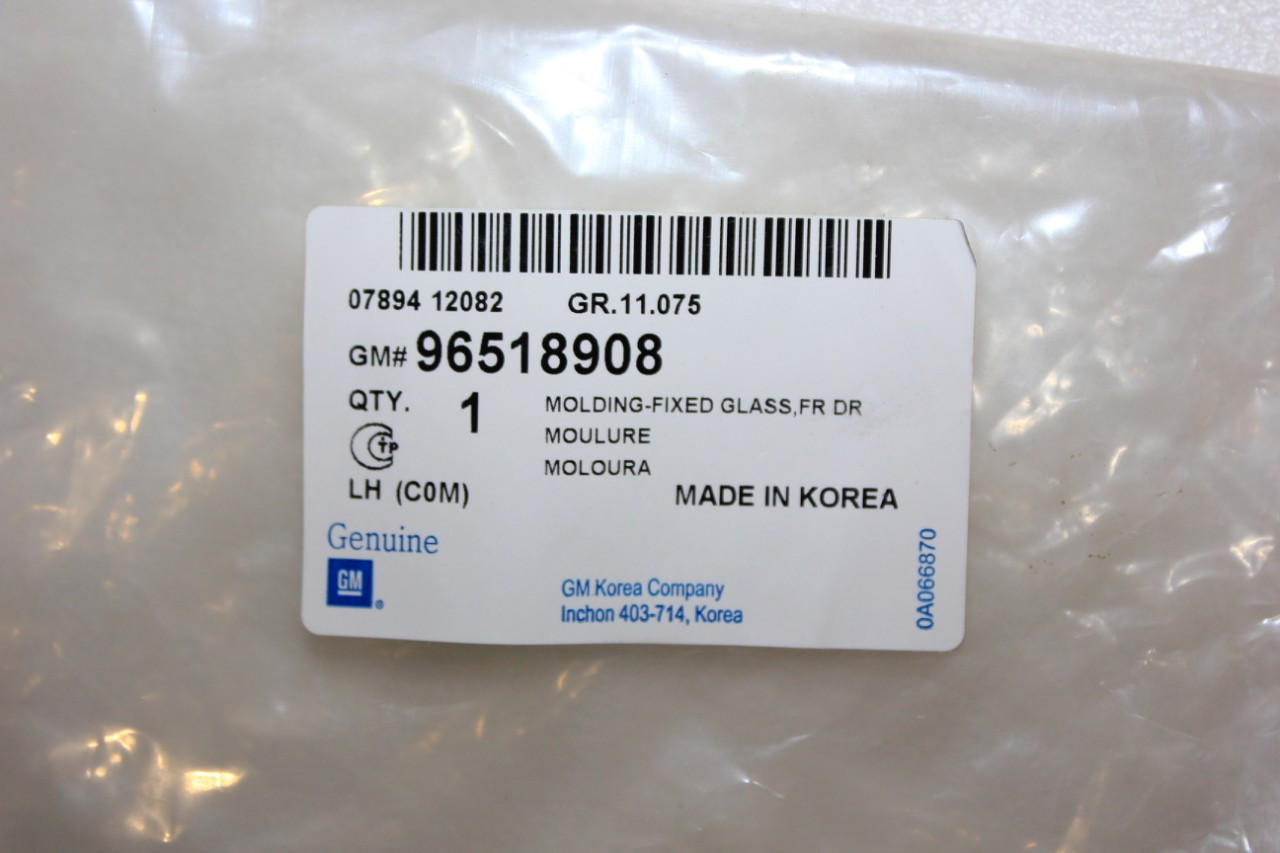 07894 12082 GR.11.075
GM# 96518908
QTY. 1 MOLDING-FIXED GLASS,FR DR
MOULURE
MOLOURA
LH (C0M) MADE IN KOREA
Genuine
GM
GM Korea Company
Inchon 403-714, Korea
0A066870